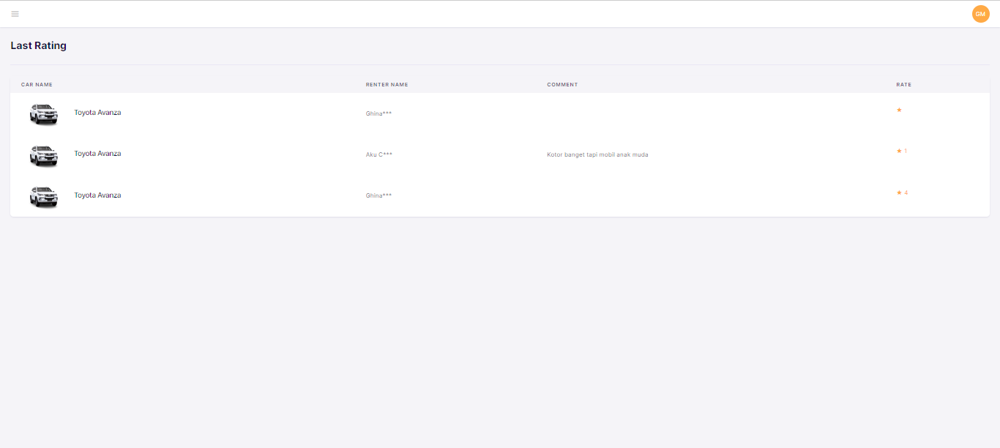 GM
Last Rating
CAR NAME RENTER NAME COMMENT RATE
Toyota Avanza Ghina*** ★
Toyota Avanza Aku C*** Kotor banget tapi mobil anak muda ★ 1
Toyota Avanza Ghina*** ★ 4